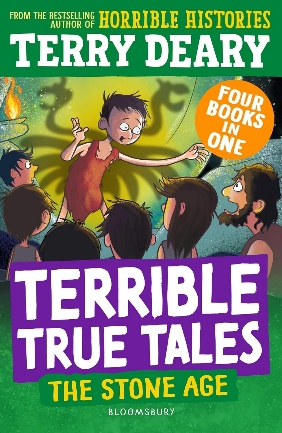 FROM THE BESTSELLING
AUTHOR OF
HORRIBLE HISTORIES
TERRY DEARY
FOUR
BOOKS IN
ONE
TERRIBLE
TRUE TALES
THE STONE AGE
BLOOMSBURY